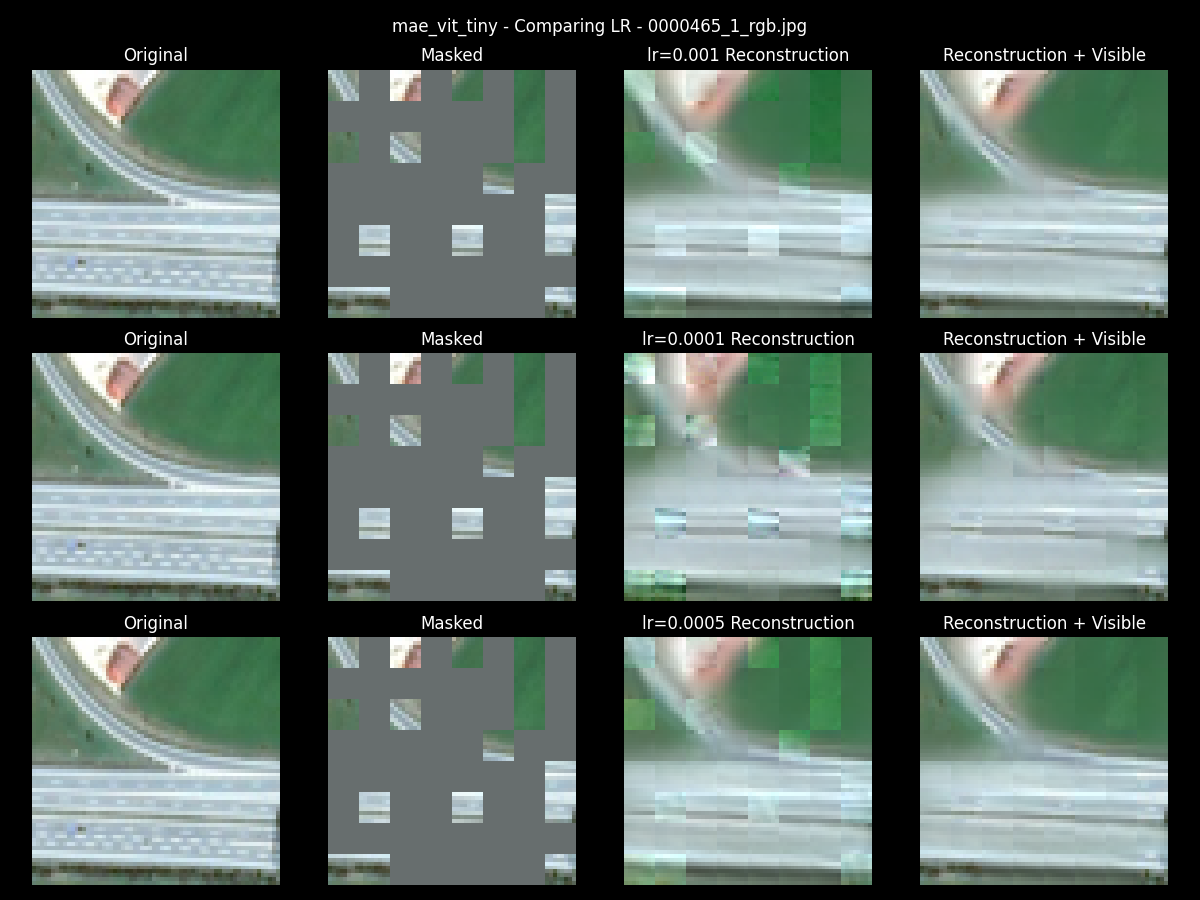 mae_vit_tiny - Comparing LR - 0000465_1_rgb.jpg
Original
Masked
lr=0.001 Reconstruction
Reconstruction + Visible
Original
Masked
lr=0.0001 Reconstruction
Reconstruction + Visible
Original
Masked
lr=0.0005 Reconstruction
Reconstruction + Visible